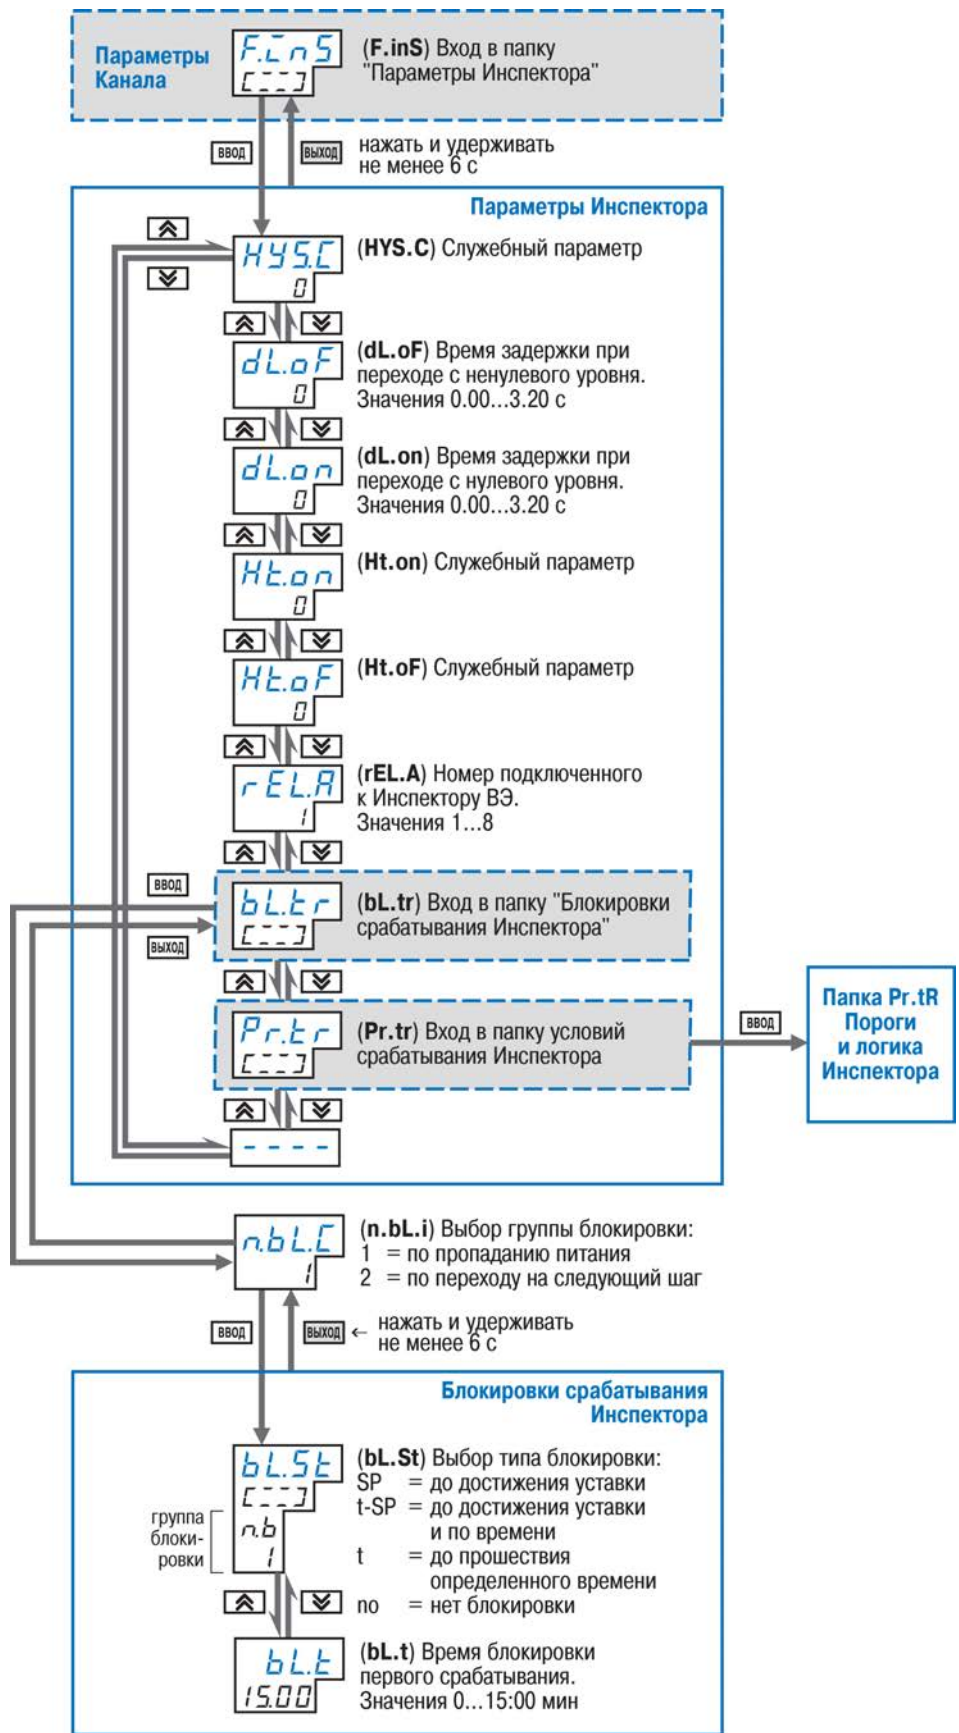 Параметры
Канала
F.inS
[---]
(F.inS) Вход в папку
"Параметры Инспектора"
ВВОД
ВЫХОД
нажать и удерживать
не менее 6 с
Параметры Инспектора
HYS.C
0
(HYS.C) Служебный параметр
dL.oF
0
(dL.oF) Время задержки при
переходе с ненулевого уровня.
Значения 0.00...3.20 с
dL.on
0
(dL.on) Время задержки при
переходе с нулевого уровня.
Значения 0.00...3.20 с
Ht.on
0
(Ht.on) Служебный параметр
Ht.oF
0
(Ht.oF) Служебный параметр
rEL.A
1
(rEL.A) Номер подключенного
к Инспектору ВЭ.
Значения 1...8
ВВОД
ВЫХОД
bL.tr
[---]
(bL.tr) Вход в папку "Блокировки
срабатывания Инспектора"
Pr.tr
[---]
(Pr.tr) Вход в папку условий
срабатывания Инспектора
ВВОД
Папка Pr.tR
Пороги
и логика
Инспектора
----
n.bL.C
1
(n.bL.i) Выбор группы блокировки:
1 = по пропаданию питания
2 = по переходу на следующий шаг
ВВОД
ВЫХОД
← нажать и удерживать
не менее 6 с
Блокировки срабатывания
Инспектора
bL.St
[---]
n.b
1
группа
блоки-
ровки
(bL.St) Выбор типа блокировки:
SP = до достижения уставки
t-SP = до достижения уставки
и по времени
t = до прошествия
определенного времени
no = нет блокировки
bL.t
15.00
(bL.t) Время блокировки
первого срабатывания.
Значения 0...15:00 мин